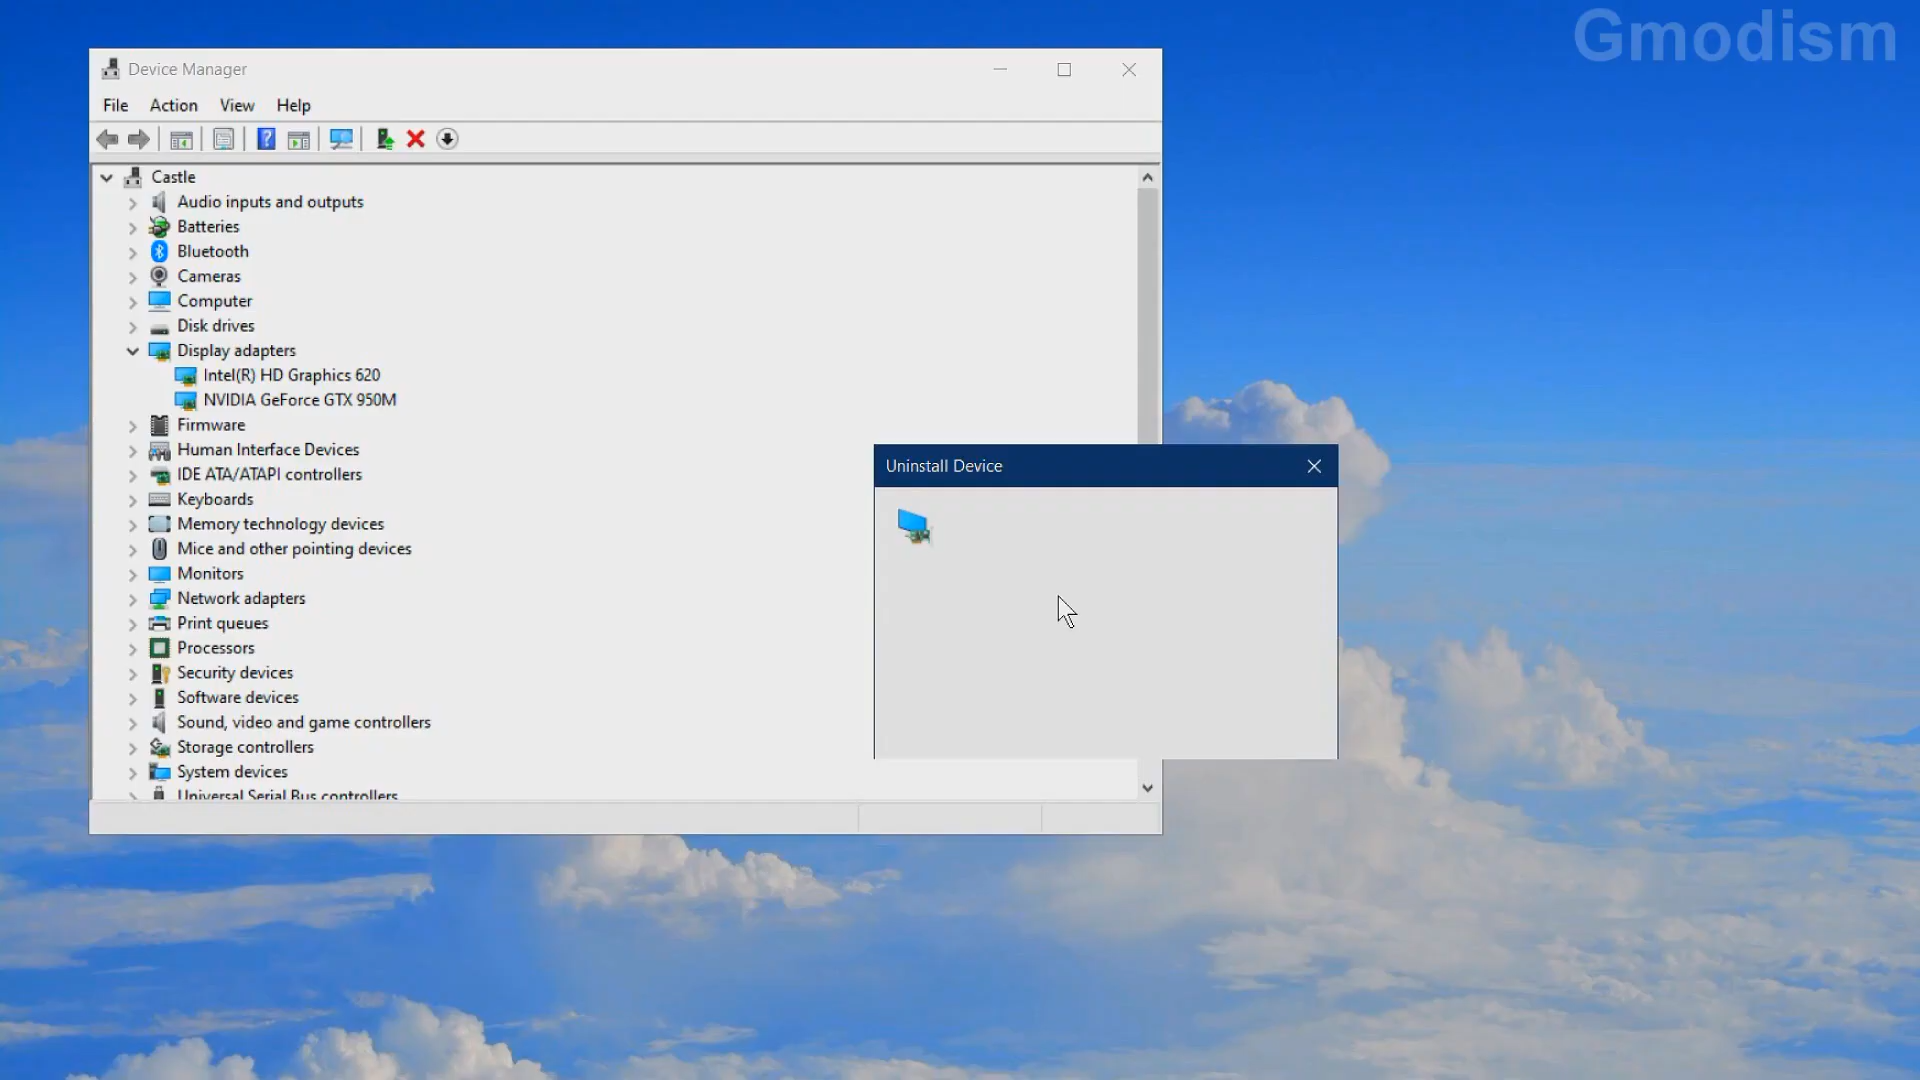 Gmodism
Device Manager
File Action View Help
Castle
Audio inputs and outputs
Batteries
Bluetooth
Cameras
Computer
Disk drives
Display adapters
Intel(R) HD Graphics 620
NVIDIA GeForce GTX 950M
Firmware
Human Interface Devices
IDE ATA/ATAPI controllers
Keyboards
Memory technology devices
Mice and other pointing devices
Monitors
Network adapters
Print queues
Processors
Security devices
Software devices
Sound, video and game controllers
Storage controllers
System devices
Universal Serial Bus controllers
Uninstall Device